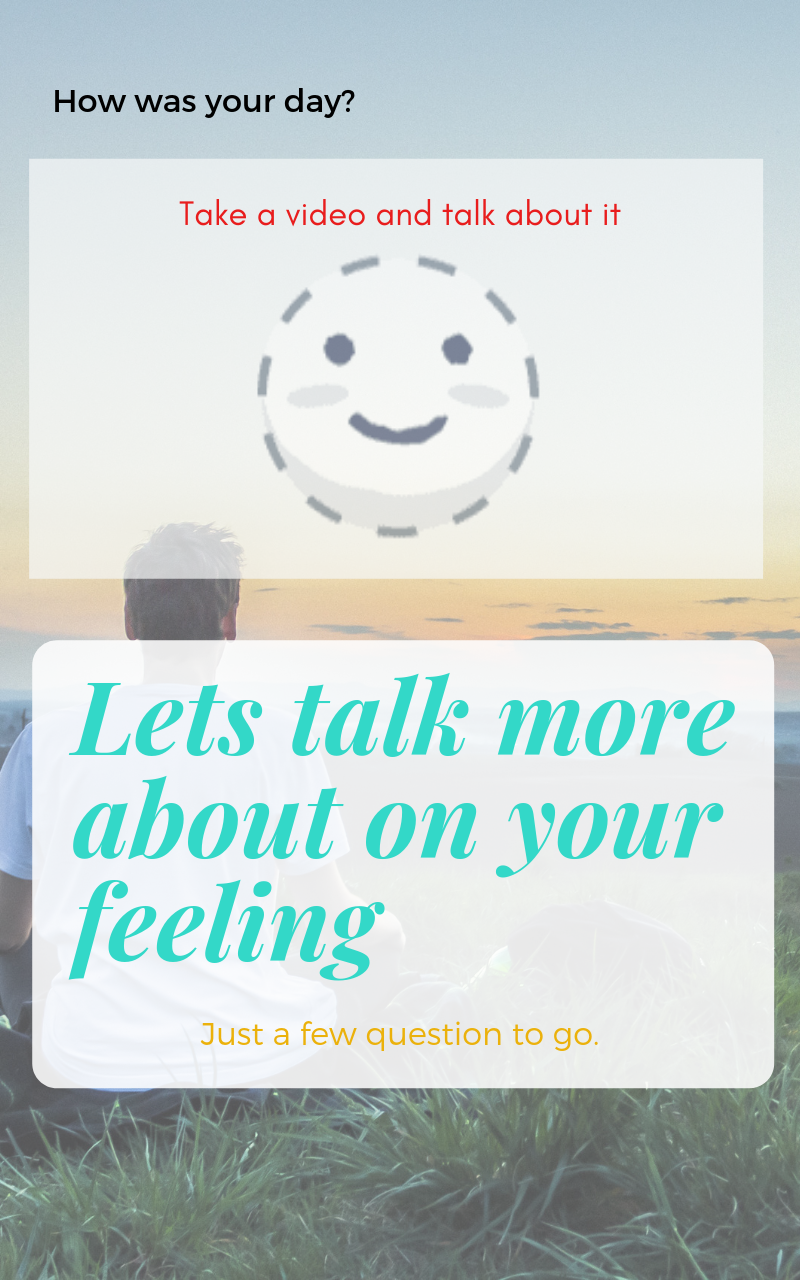 How was your day?
Take a video and talk about it
Lets talk more
about on your
feeling
Just a few question to go.